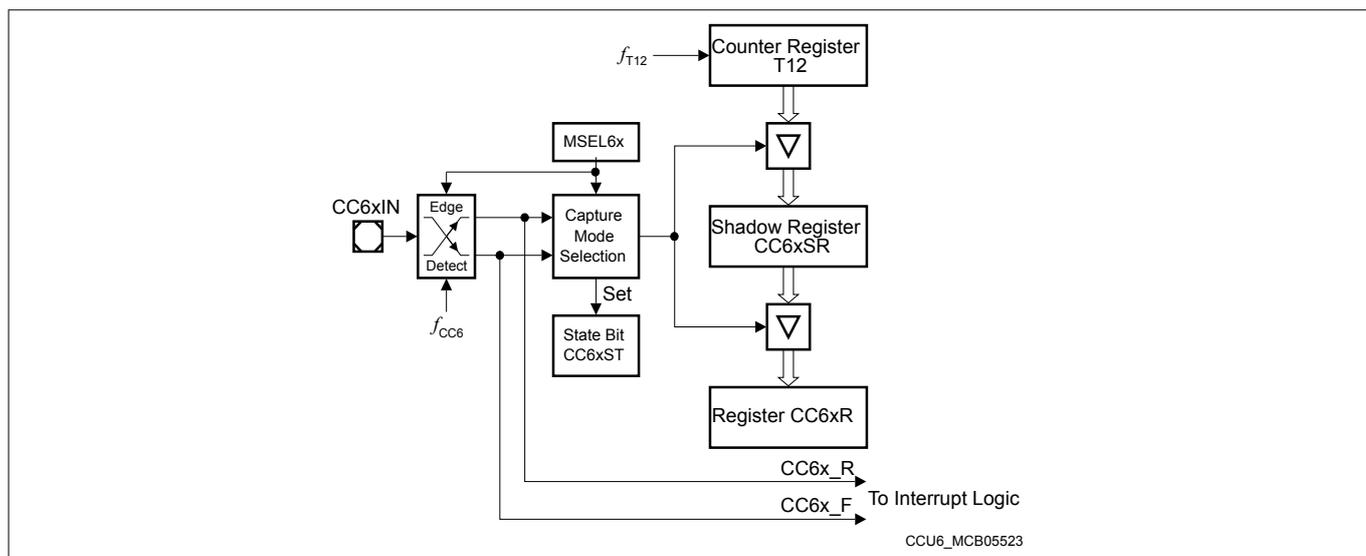 Counter Register
T12
fT12
MSEL6x
CC6xIN
Edge
Detect
Capture
Mode
Selection
Shadow Register
CC6xSR
Set
fCC6
State Bit
CC6xST
Register CC6xR
CC6x_R
To Interrupt Logic
CC6x_F
CCU6_MCB05523